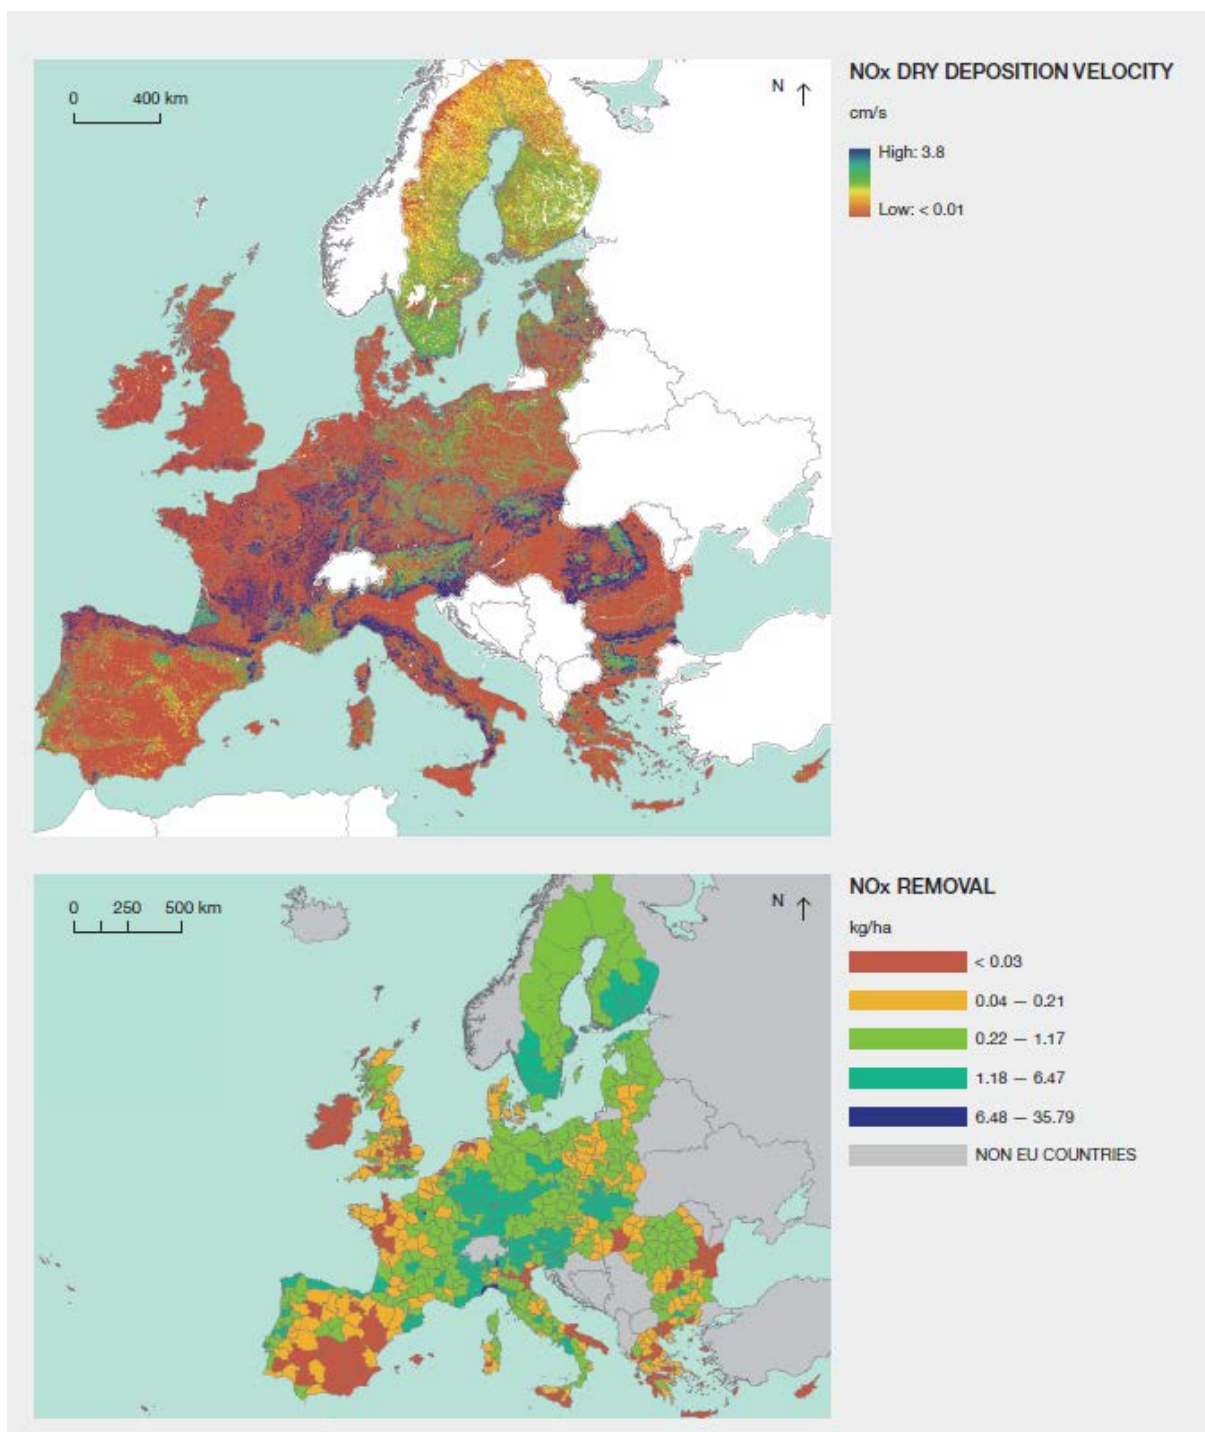 0 400 km
N
NOx DRY DEPOSITION VELOCITY
cm/s
High: 3.8
Low: < 0.01
0 250 500 km
N
NOx REMOVAL
kg/ha
< 0.03
0.04 — 0.21
0.22 — 1.17
1.18 — 6.47
6.48 — 35.79
NON EU COUNTRIES